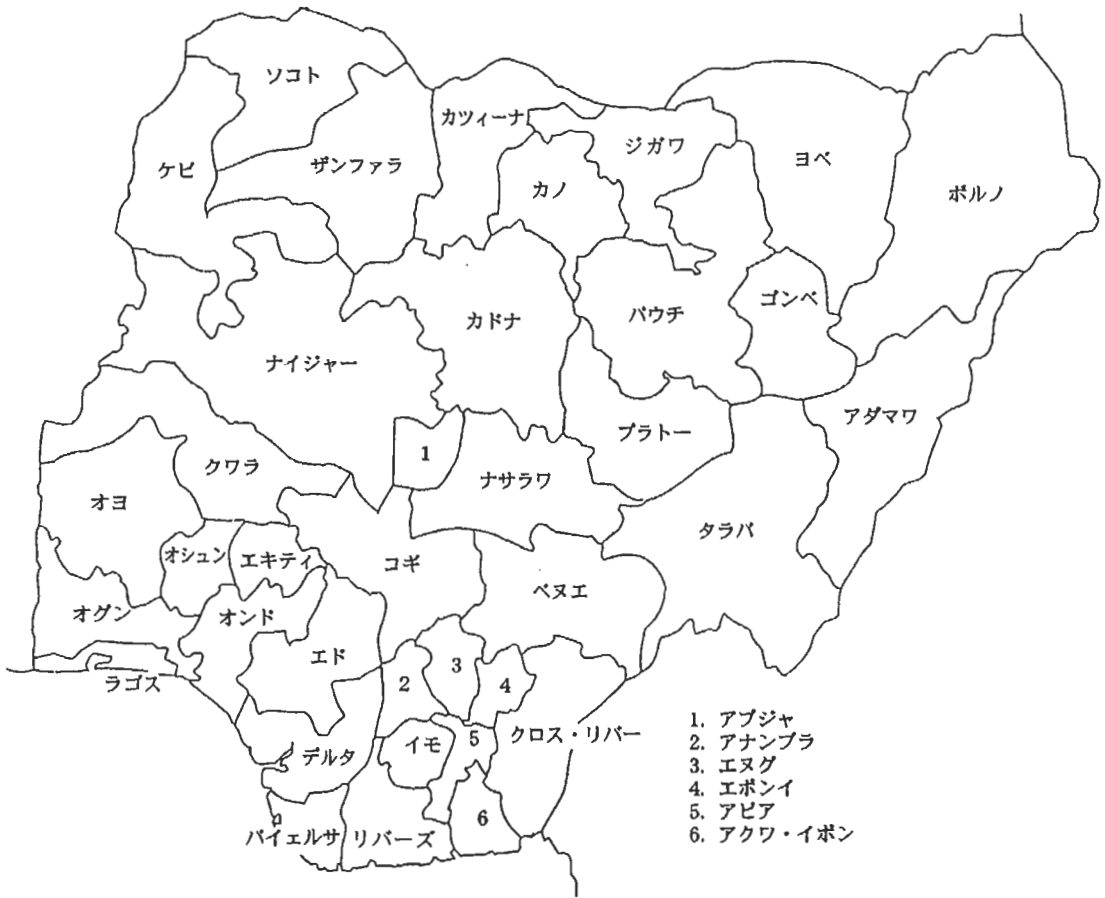 ソコト
カツィーナ
ケビ
ザンファラ
カノ
ジガワ
ヨベ
ボルノ
カドナ
バウチ
ゴンベ
ナイジャー
プラトー
アダマワ
1
ナサラワ
クワラ
オヨ
タラバ
オシュン
エキティ
コギ
ベヌエ
オグン
オンド
エド
2
3
4
ラゴス
デルタ
イモ
5
クロス・リバー
バイェルサ
リバーズ
6
1. アブジャ
2. アナンブラ
3. エヌグ
4. エボンイ
5. アビア
6. アクワ・イボン